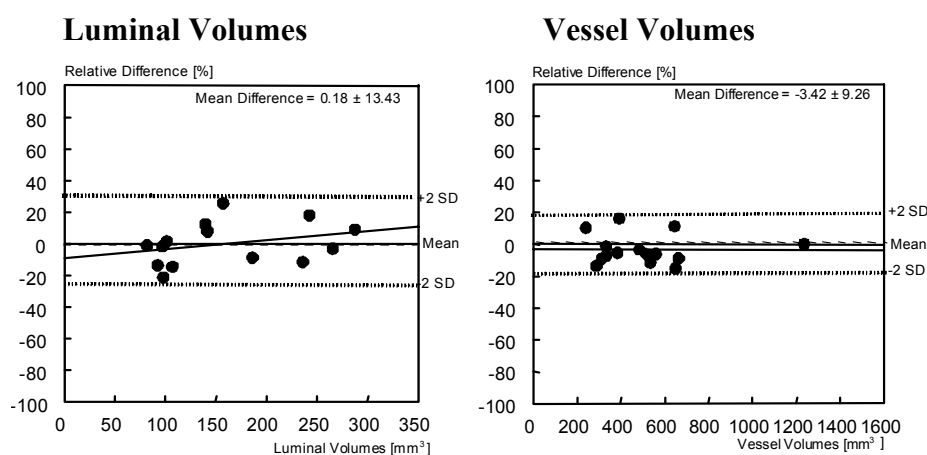 Luminal Volumes
Relative Difference [%]
Mean Difference = 0.18 ± 13.43
100
80
60
40
20
0
-20
-40
-60
-80
-100
+2 SD
Mean
-2 SD
0 50 100 150 200 250 300 350
Luminal Volumes [mm³]
Vessel Volumes
Relative Difference [%]
Mean Difference = -3.42 ± 9.26
100
80
60
40
20
0
-20
-40
-60
-80
-100
+2 SD
Mean
-2 SD
0 200 400 600 800 1000 1200 1400 1600
Vessel Volumes [mm³]